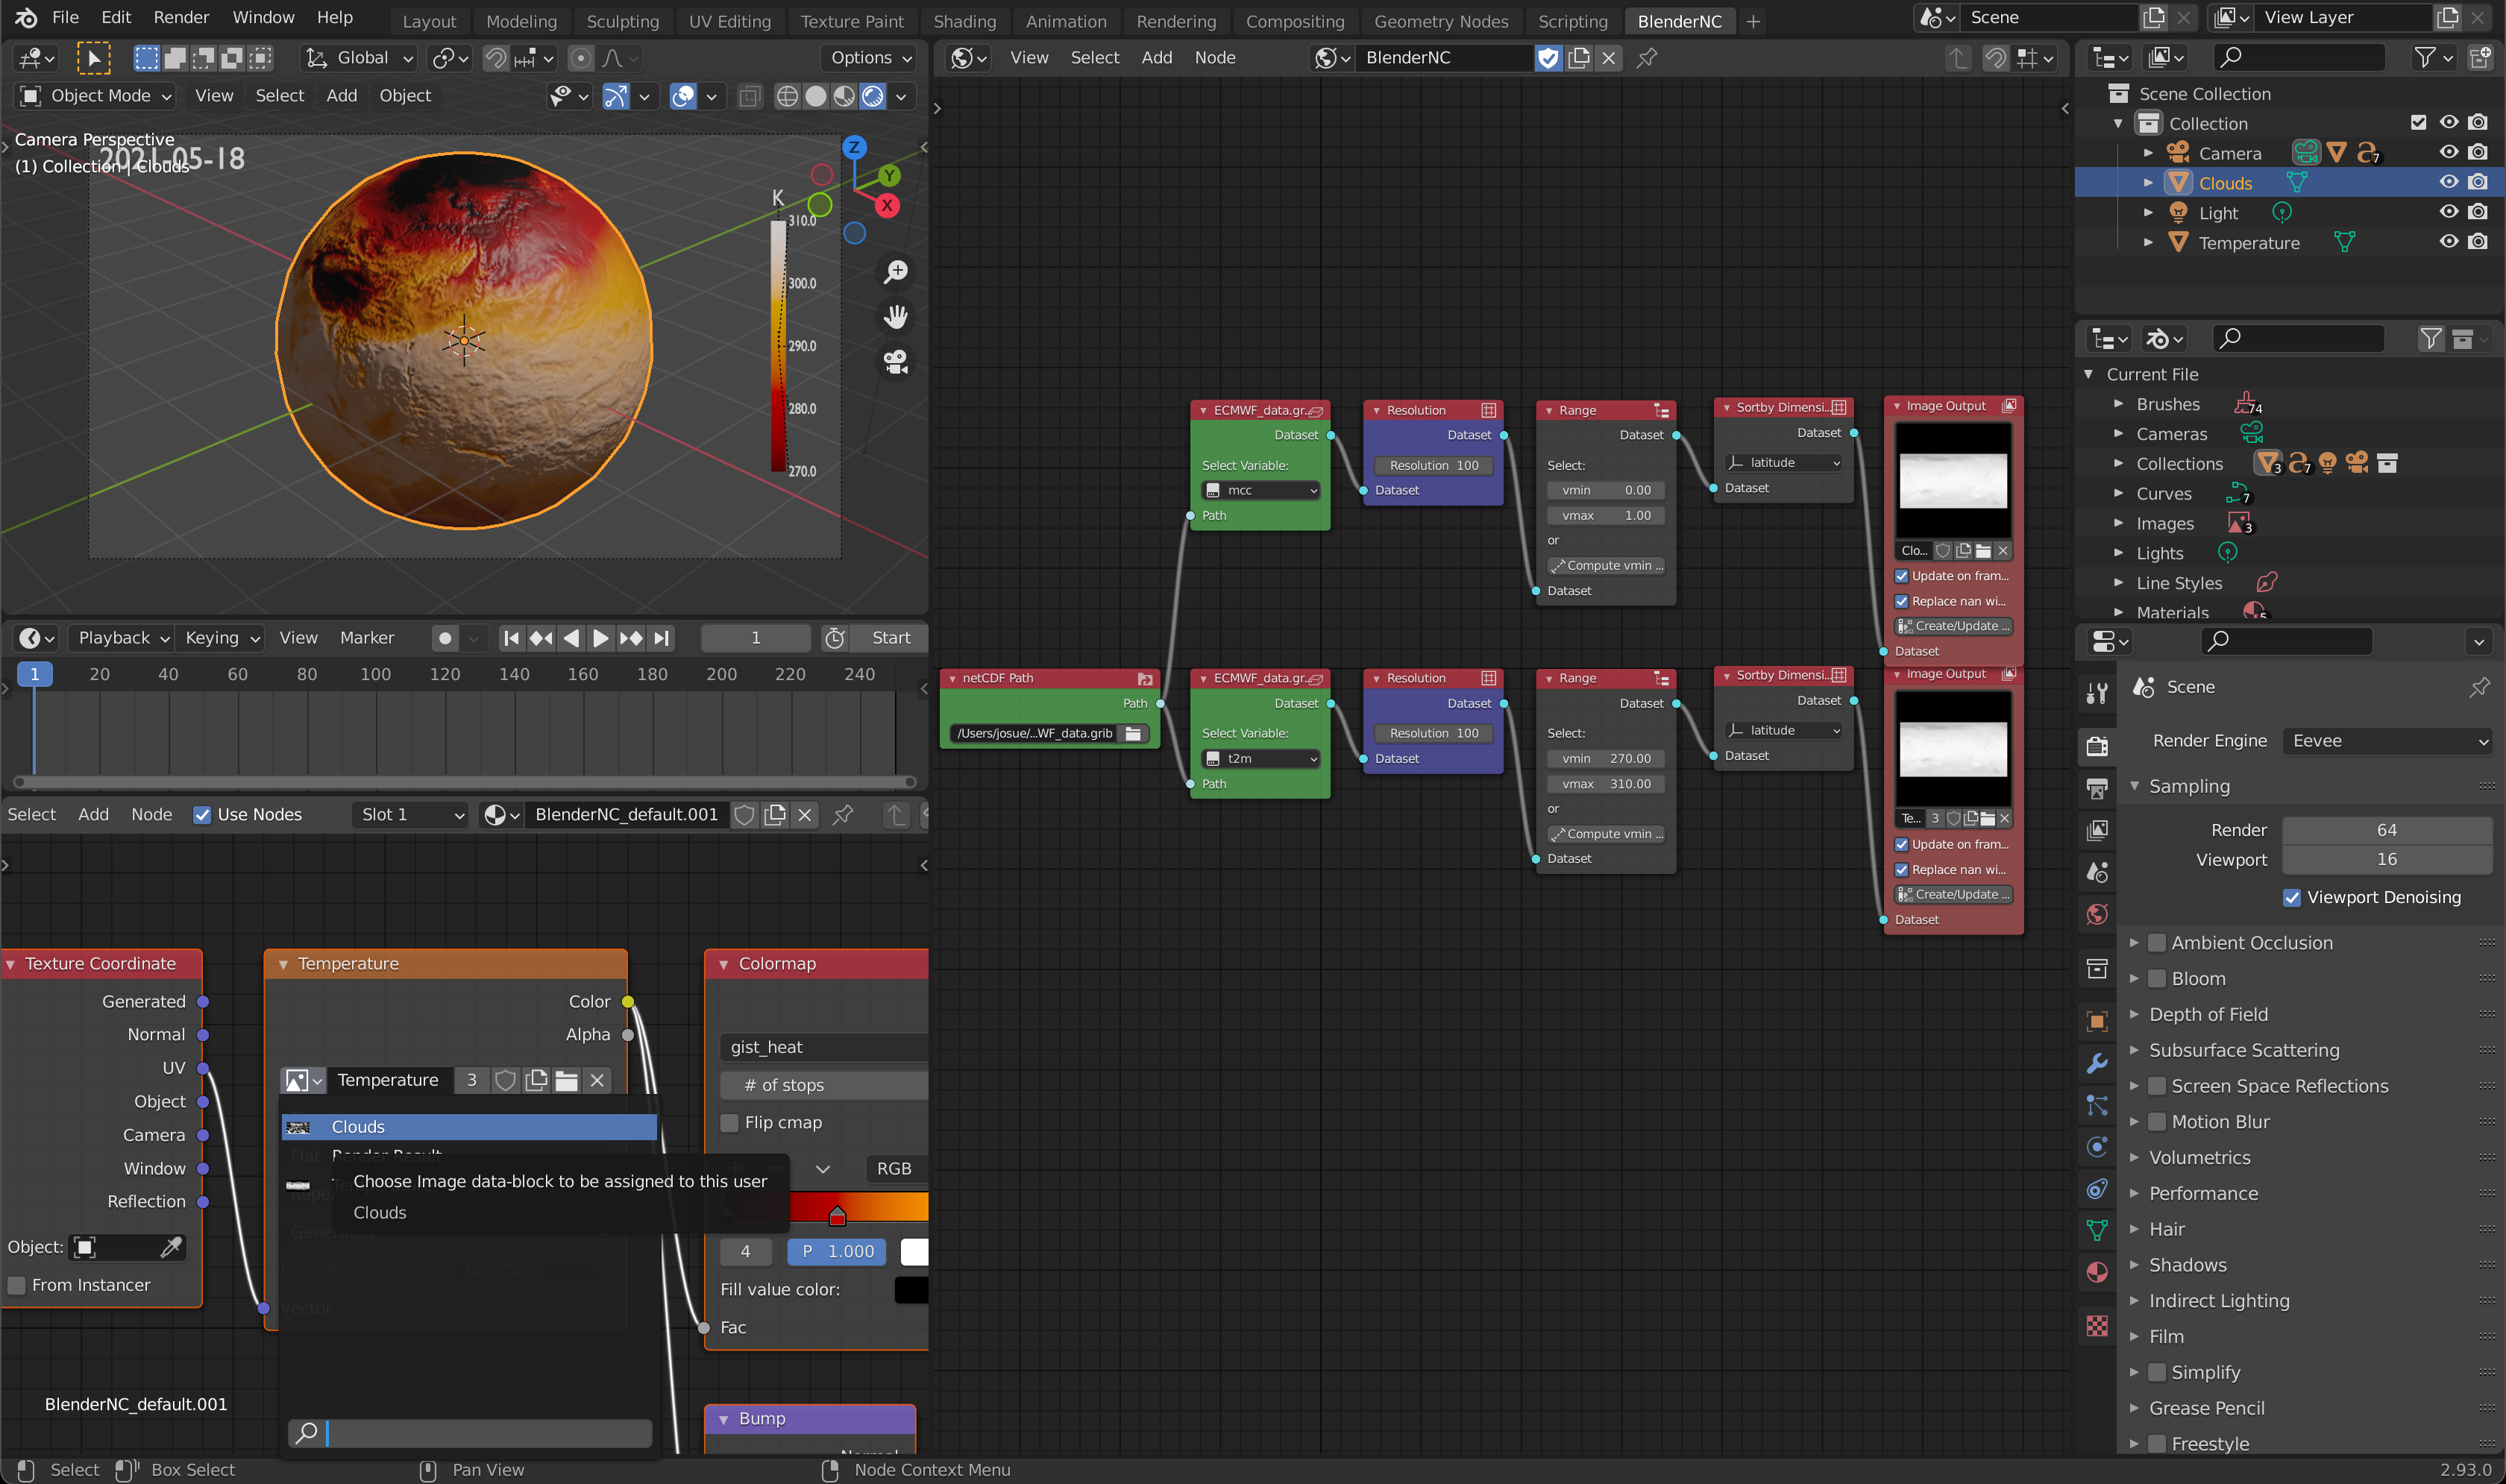 File Edit Render Window Help
Layout Modeling Sculpting UV Editing Texture Paint Shading Animation Rendering Compositing Geometry Nodes Scripting BlenderNC
Scene
View Layer
Global
Options
Object Mode View Select Add Object
Camera Perspective
(1) Collection | Clouds
2021-05-18
K
310.0
300.0
290.0
280.0
270.0
Z
Y
X
Playback Keying View Marker
1
Start
1 20 40 60 80 100 120 140 160 180 200 220 240
Select Add Node Use Nodes Slot 1 BlenderNC_default.001
Texture Coordinate
Generated
Normal
UV
Object
Camera
Window
Reflection
Object:
From Instancer
Temperature
Color
Alpha
Temperature 3
Clouds
Render Result
Choose Image data-block to be assigned to this user
Clouds
Vector
Colormap
gist_heat
# of stops
Flip cmap
RGB
4 P 1.000
Fill value color:
Fac
Bump
BlenderNC_default.001
View Select Add Node BlenderNC
ECMWF_data.gr..
Dataset
Select Variable:
mcc
Path
Resolution
Dataset
Resolution 100
Dataset
Range
Dataset
Select:
vmin 0.00
vmax 1.00
or
Compute vmin ...
Dataset
Sortby Dimensi..
Dataset
latitude
Dataset
Image Output
Clo...
Update on fram...
Replace nan wi...
Create/Update ...
Dataset
netCDF Path
Path
/Users/josue/...WF_data.grib
ECMWF_data.gr..
Dataset
Select Variable:
t2m
Path
Resolution
Dataset
Resolution 100
Dataset
Range
Dataset
Select:
vmin 270.00
vmax 310.00
or
Compute vmin ...
Dataset
Sortby Dimensi..
Dataset
latitude
Dataset
Image Output
Te... 3
Update on fram...
Replace nan wi...
Create/Update ...
Dataset
Scene Collection
Collection
Camera 7
Clouds
Light
Temperature
Current File
Brushes 74
Cameras
Collections 3 7
Curves 7
Images 3
Lights
Line Styles
Materials 5
Scene
Render Engine Eevee
Sampling
Render 64
Viewport 16
Viewport Denoising
Ambient Occlusion
Bloom
Depth of Field
Subsurface Scattering
Screen Space Reflections
Motion Blur
Volumetrics
Performance
Hair
Shadows
Indirect Lighting
Film
Simplify
Grease Pencil
Freestyle
Select Box Select Pan View Node Context Menu 2.93.0